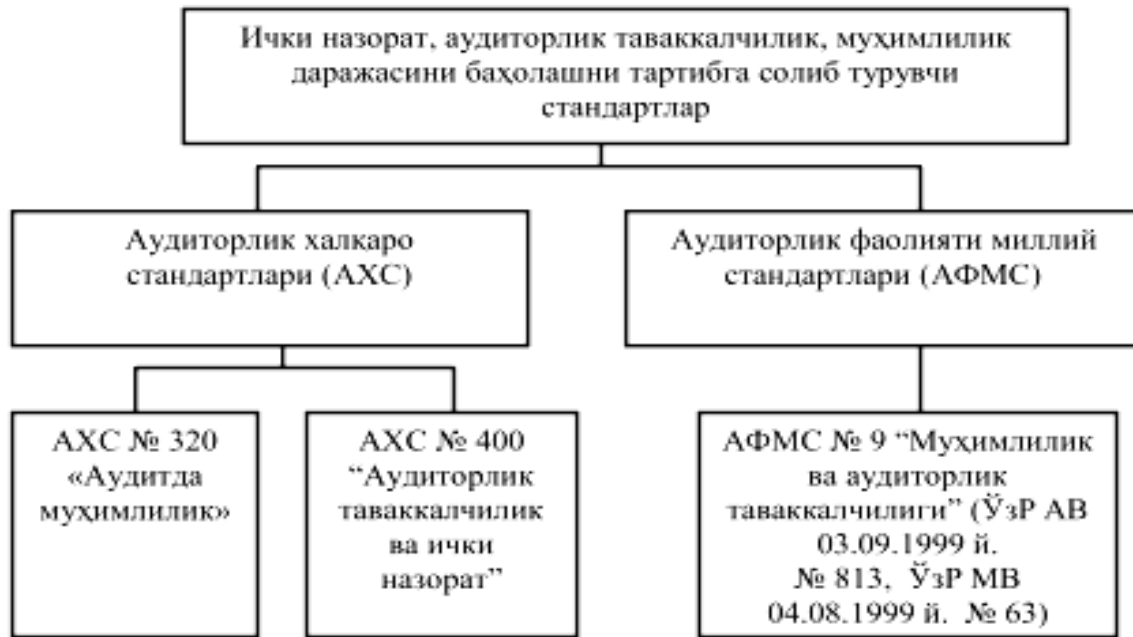 Ички назорат, аудиторлик таваккалчилик, муҳимлилик
даражасини баҳолашни тартибга солиб турувчи
стандартлар
Аудиторлик халқаро
стандартлари (АХС)
Аудиторлик фаолияти миллий
стандартлари (АФМС)
АХС № 320
«Аудитда
муҳимлилик»
АХС № 400
“Аудиторлик
таваккалчилик
ва ички
назорат”
АФМС № 9 “Муҳимлилик
ва аудиторлик
таваккалчилиги” (ЎзР АВ
03.09.1999 й.
№ 813, ЎзР МВ
04.08.1999 й. № 63)